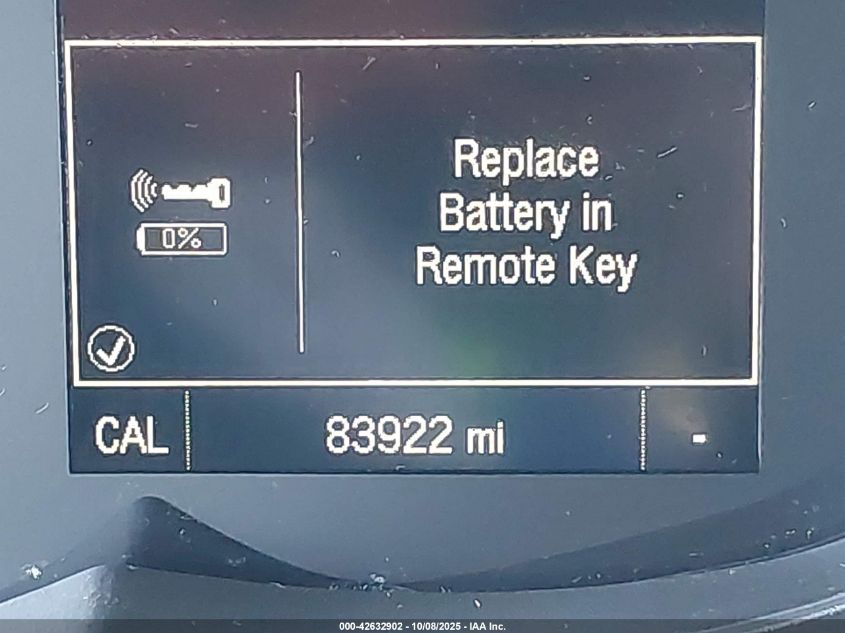 Replace
Battery in
Remote Key
0%
CAL
83922 mi
-
000-42632902 - 10/08/2025 - IAA Inc.